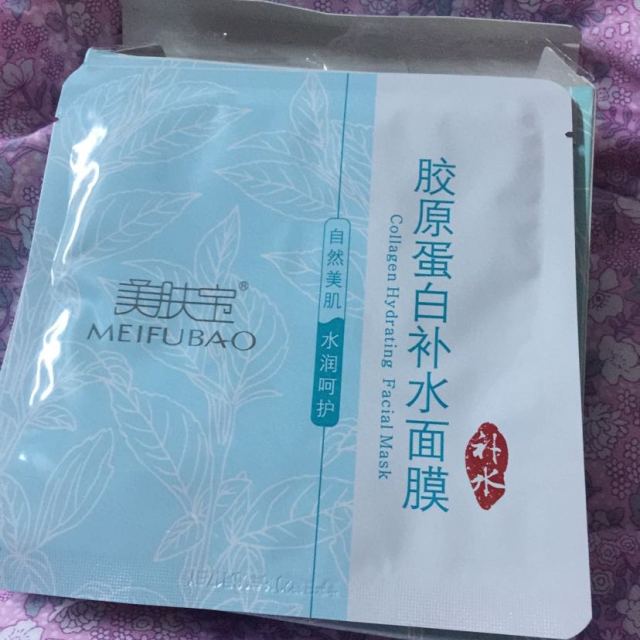 美肤宝®
MEIFUBAO
自然美肌
水润呵护
胶原蛋白补水面膜
Collagen Hydrating Facial Mask
补水